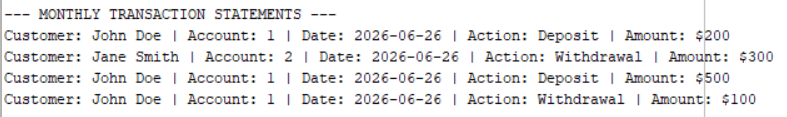 --- MONTHLY TRANSACTION STATEMENTS ---
Customer: John Doe | Account: 1 | Date: 2026-06-26 | Action: Deposit | Amount: $200
Customer: Jane Smith | Account: 2 | Date: 2026-06-26 | Action: Withdrawal | Amount: $300
Customer: John Doe | Account: 1 | Date: 2026-06-26 | Action: Deposit | Amount: $500
Customer: John Doe | Account: 1 | Date: 2026-06-26 | Action: Withdrawal | Amount: $100